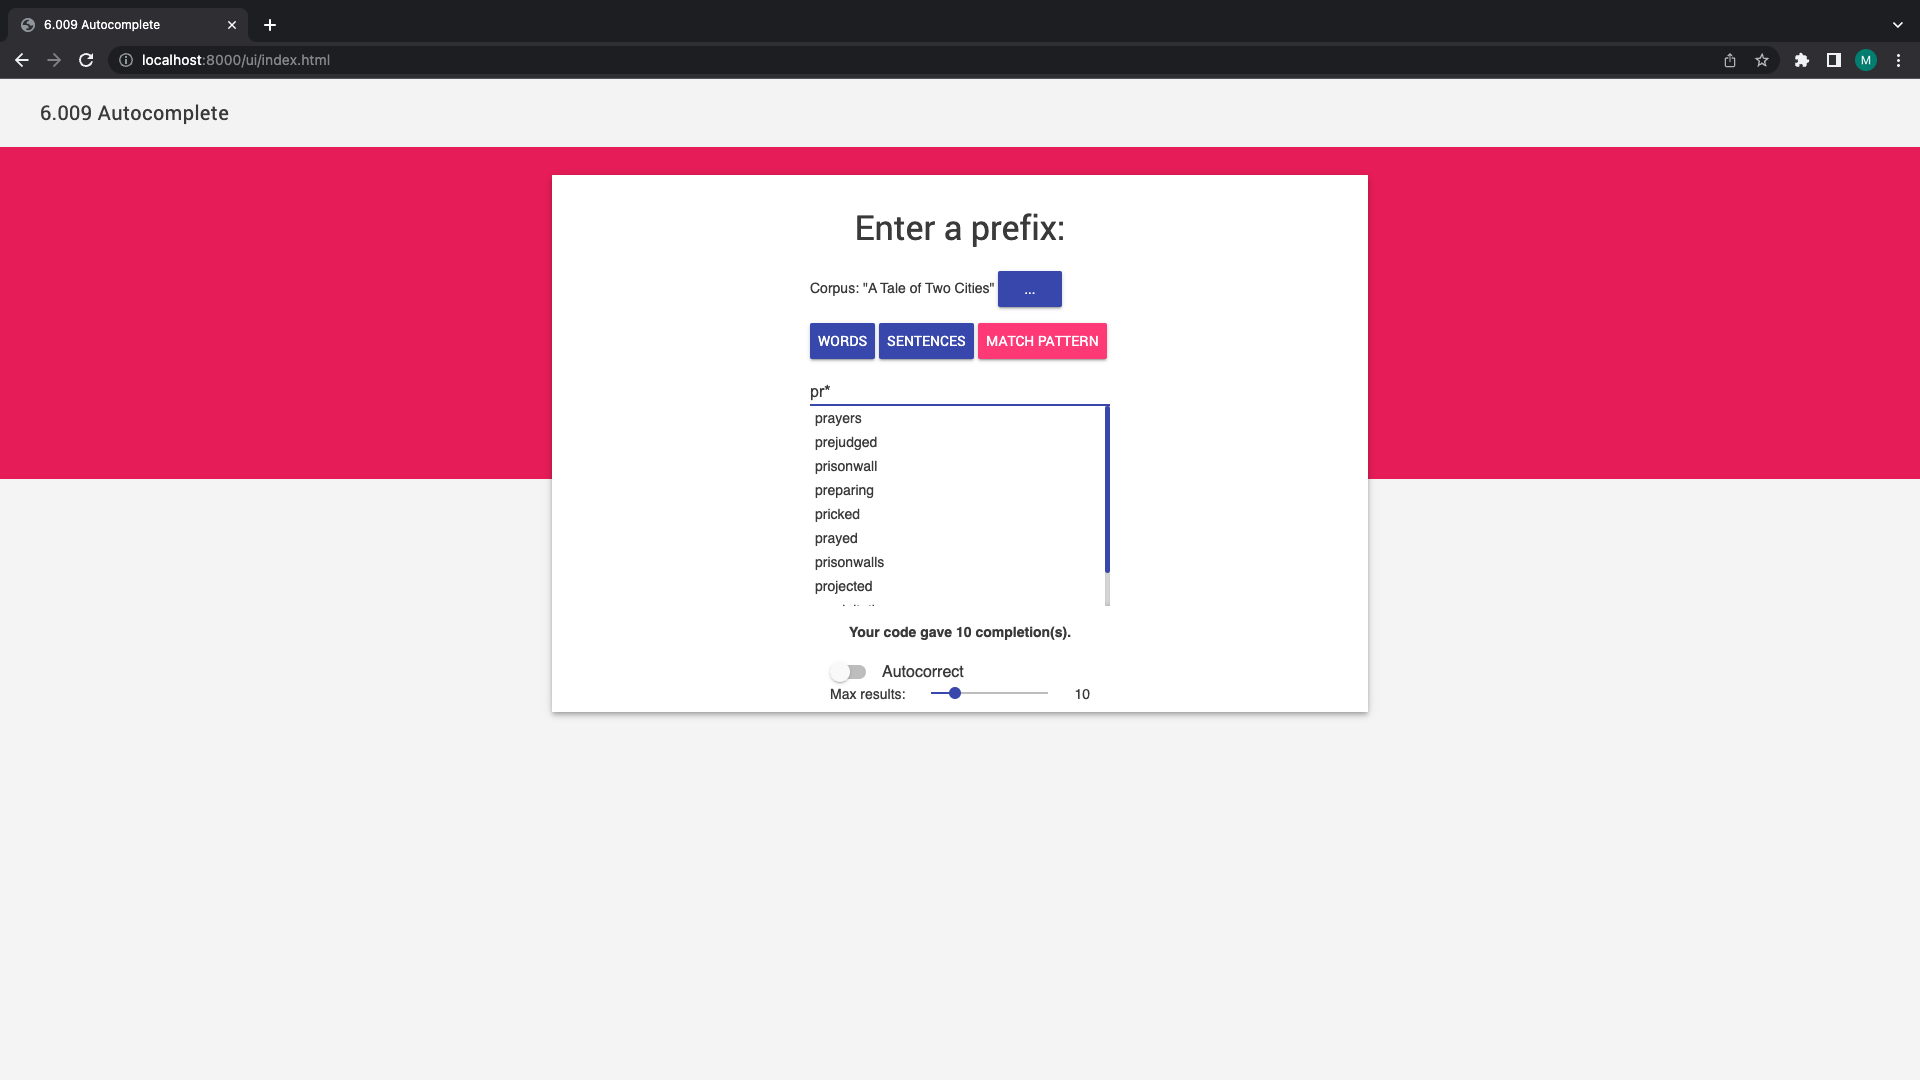 6.009 Autocomplete
localhost:8000/ui/index.html
M
6.009 Autocomplete
Enter a prefix:
Corpus: "A Tale of Two Cities" ...
WORDS SENTENCES MATCH PATTERN
pr*
prayers
prejudged
prisonwall
preparing
pricked
prayed
prisonwalls
projected
Your code gave 10 completion(s).
Autocorrect
Max results: 10